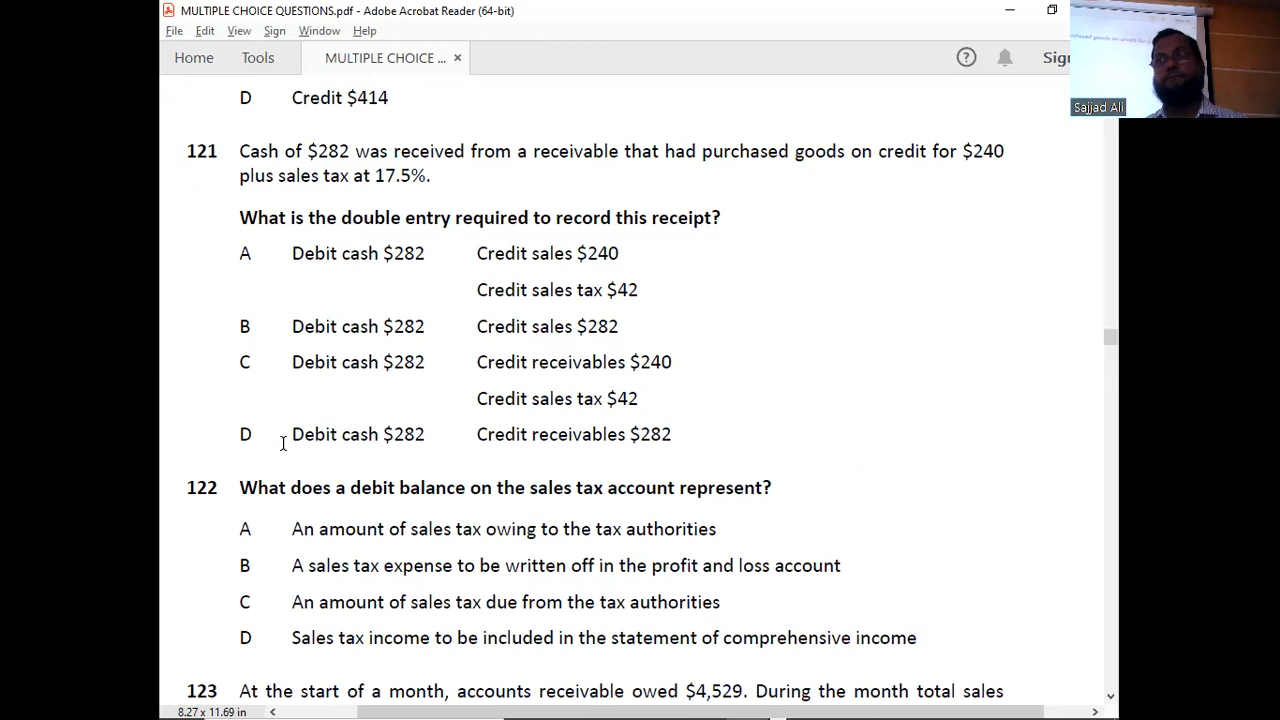 MULTIPLE CHOICE QUESTIONS.pdf - Adobe Acrobat Reader (64-bit)
File Edit View Sign Window Help
Home Tools MULTIPLE CHOICE ... × ? Sign
Sajjad Ali
D Credit $414
121 Cash of $282 was received from a receivable that had purchased goods on credit for $240
plus sales tax at 17.5%.
What is the double entry required to record this receipt?
A Debit cash $282 Credit sales $240
Credit sales tax $42
B Debit cash $282 Credit sales $282
C Debit cash $282 Credit receivables $240
Credit sales tax $42
D Debit cash $282 Credit receivables $282
122 What does a debit balance on the sales tax account represent?
A An amount of sales tax owing to the tax authorities
B A sales tax expense to be written off in the profit and loss account
C An amount of sales tax due from the tax authorities
D Sales tax income to be included in the statement of comprehensive income
123 At the start of a month, accounts receivable owed $4,529. During the month total sales
8.27 x 11.69 in